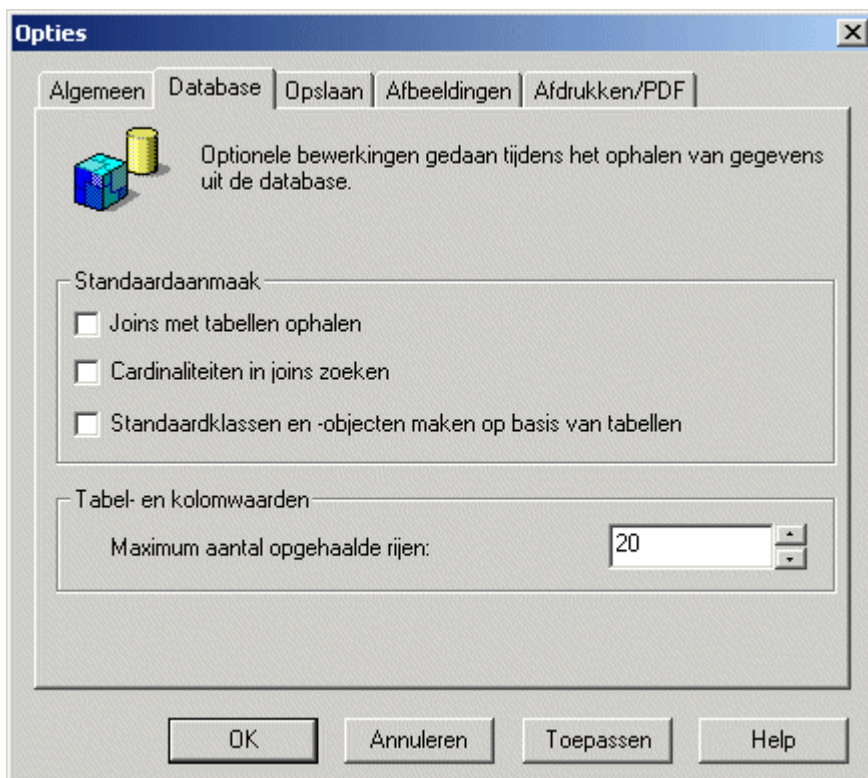 Opties
Algemeen Database Opslaan Afbeeldingen Afdrukken/PDF
Optionele bewerkingen gedaan tijdens het ophalen van gegevens
uit de database.
Standaardaanmaak
Joins met tabellen ophalen
Cardinaliteiten in joins zoeken
Standaardklassen en -objecten maken op basis van tabellen
Tabel- en kolomwaarden
Maximum aantal opgehaalde rijen: 20
OK Annuleren Toepassen Help